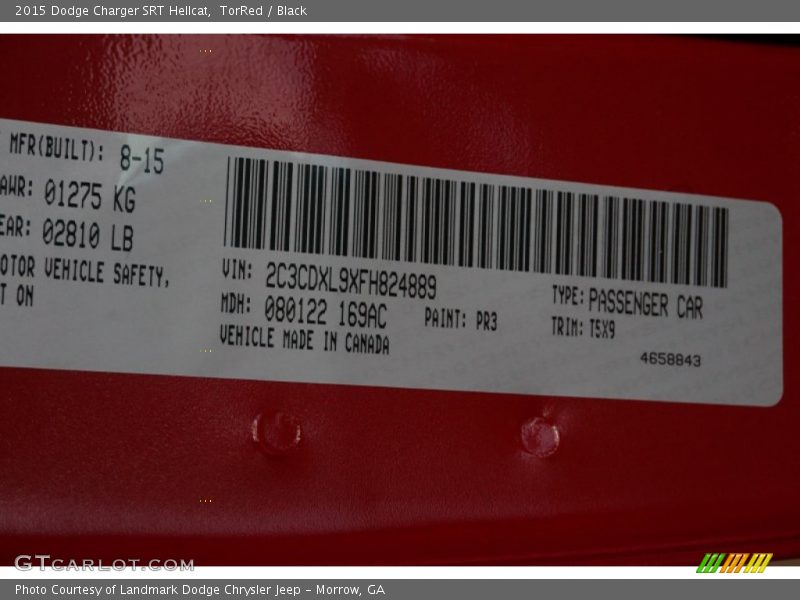 2015 Dodge Charger SRT Hellcat, TorRed / Black
MFR(BUILT): 8-15
AWR: 01275 KG
EAR: 02810 LB
OTOR VEHICLE SAFETY,
T ON
VIN: 2C3CDXL9XFH824889
MDH: 080122 169AC
PAINT: PR3
VEHICLE MADE IN CANADA
TYPE: PASSENGER CAR
TRIM: T5X9
4658843
GTCARLOT.COM
Photo Courtesy of Landmark Dodge Chrysler Jeep - Morrow, GA